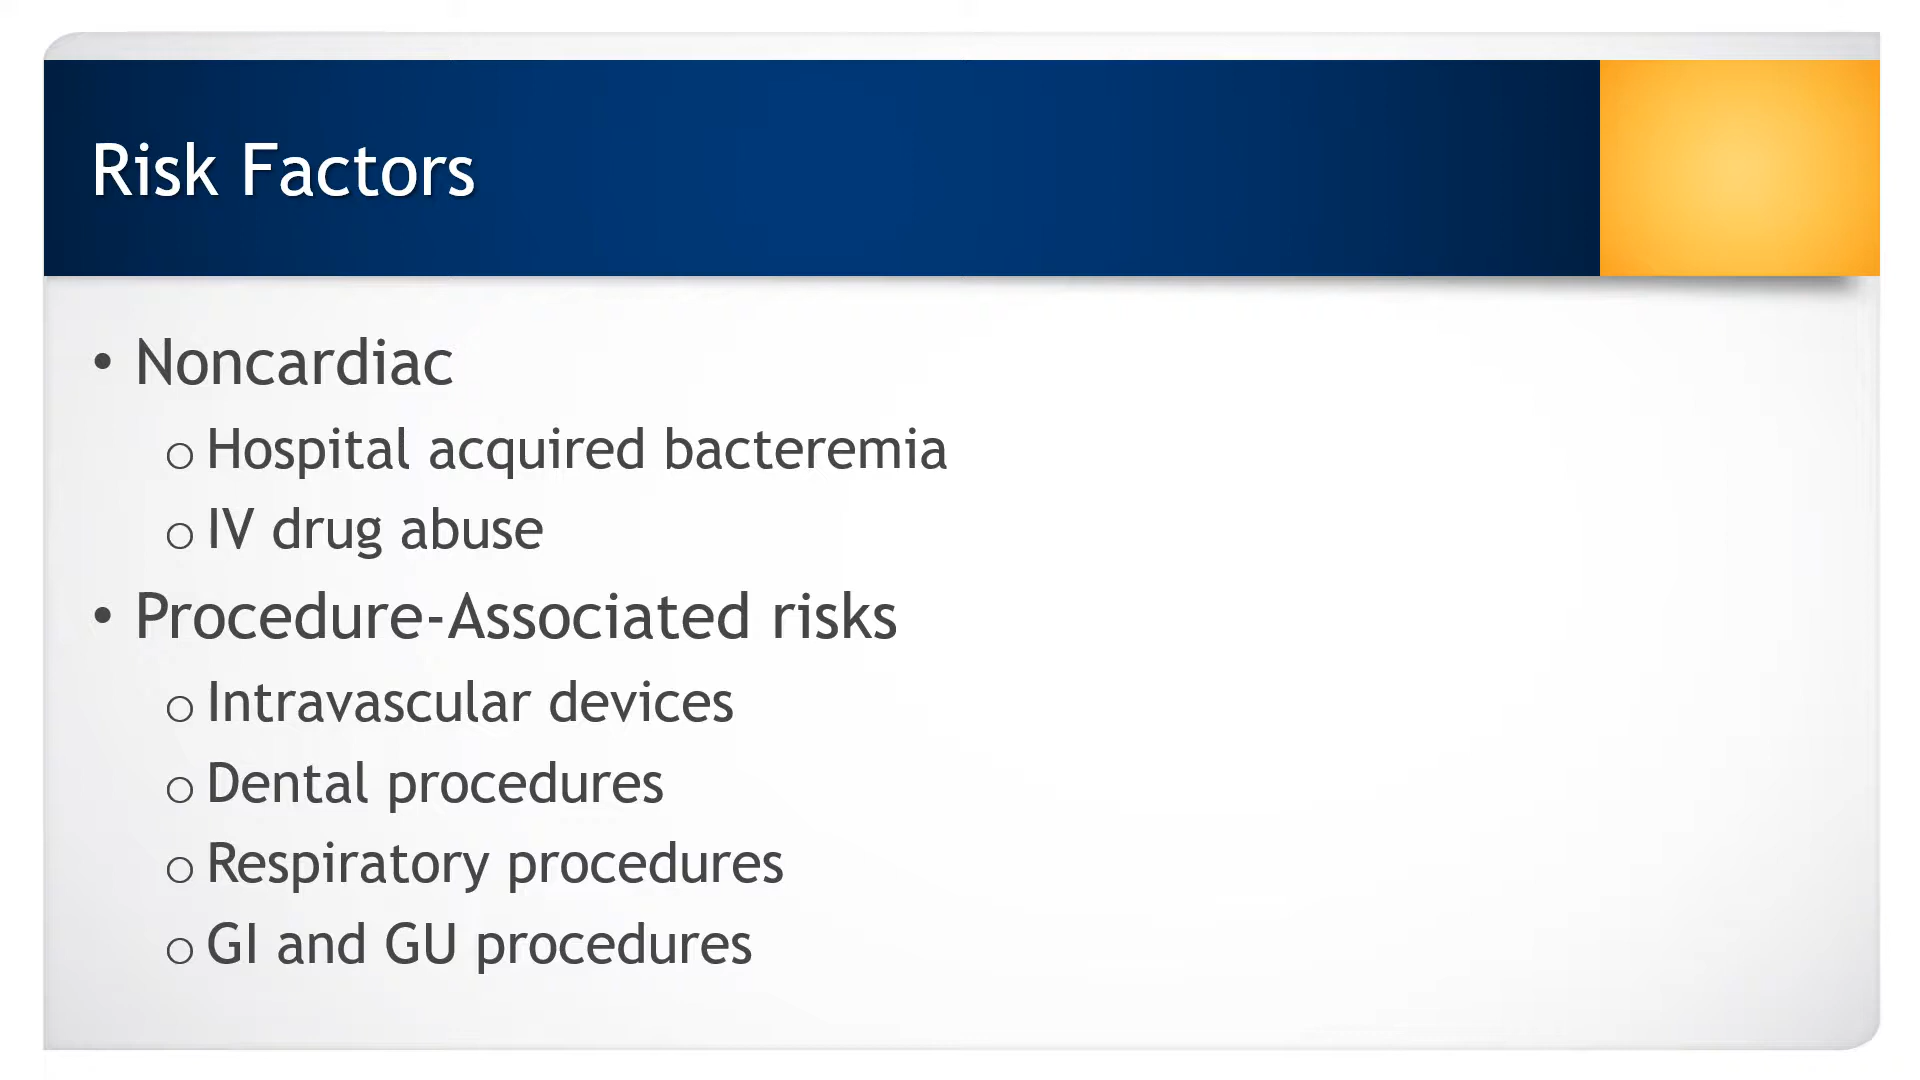 Risk Factors
• Noncardiac
o Hospital acquired bacteremia
o IV drug abuse
• Procedure-Associated risks
o Intravascular devices
o Dental procedures
o Respiratory procedures
o GI and GU procedures